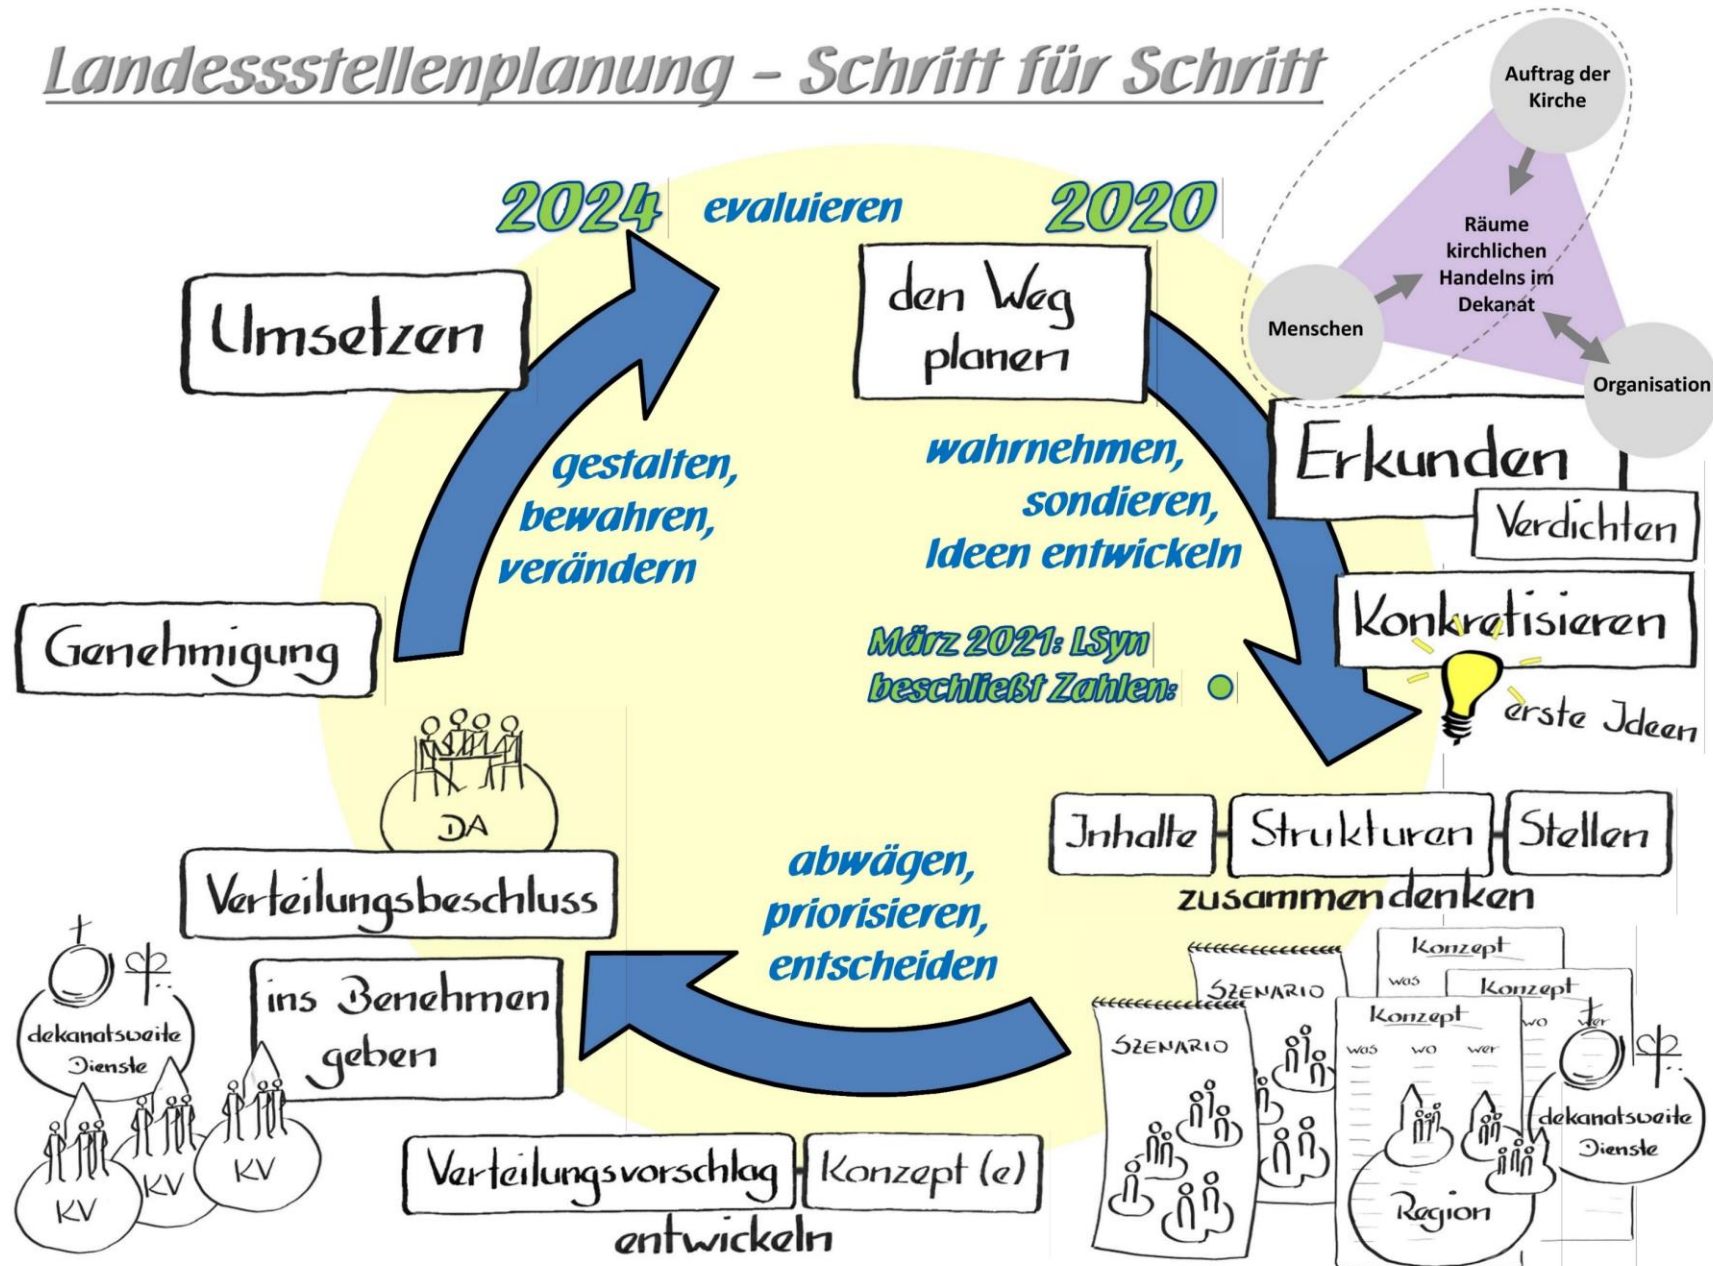 Landessstellenplanung – Schritt für Schritt
Auftrag der
Kirche
Räume
kirchlichen
Handelns im
Dekanat
Menschen
Organisation
2024
evaluieren
2020
Umsetzen
den Weg
planen
gestalten,
bewahren,
verändern
wahrnehmen,
sondieren,
Ideen entwickeln
Erkunden
Verdichten
Konkretisieren
erste Ideen
März 2021: LSyn
beschließt Zahlen:
Genehmigung
DA
Inhalte
Strukturen
Stellen
zusammendenken
abwägen,
priorisieren,
entscheiden
Verteilungsbeschluss
ins Benehmen
geben
dekanatsweite
Dienste
KV
KV
KV
Verteilungsvorschlag
Konzept (e)
entwickeln
SZENARIO
SZENARIO
Konzept
was
Konzept
wo wer
Konzept
was wo wer
Region
dekanatsweite
Dienste